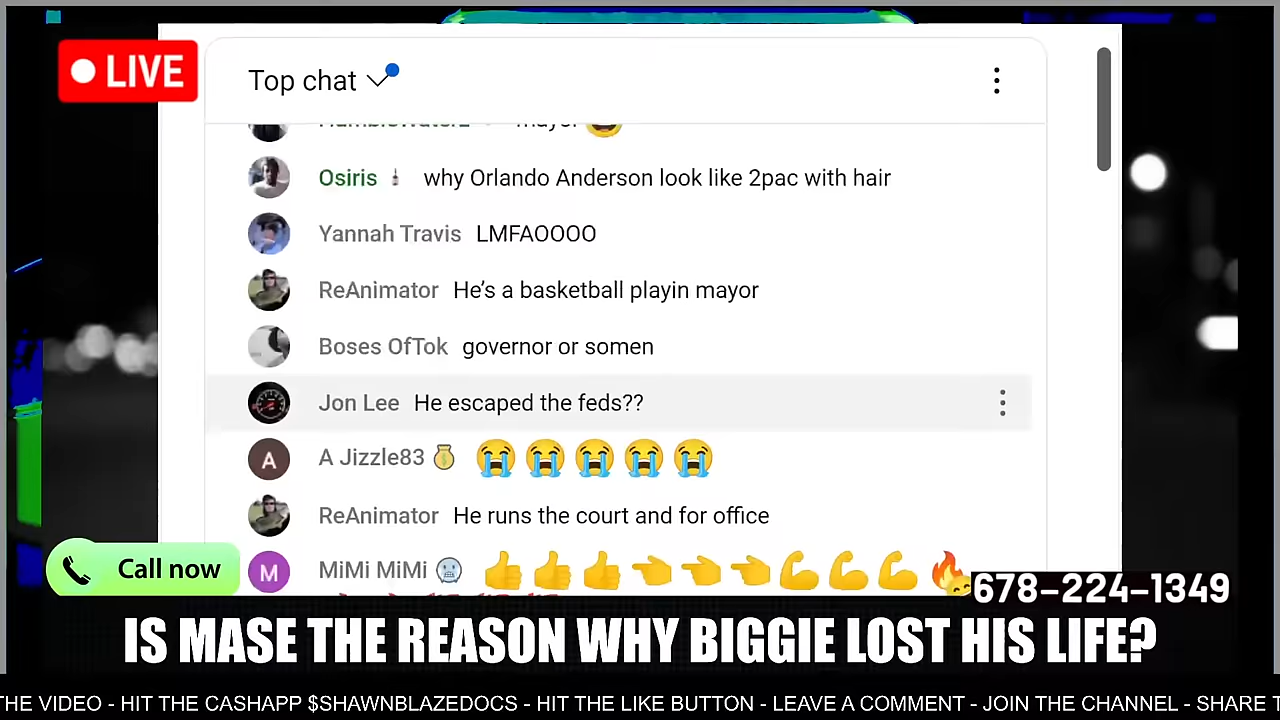 LIVE
Top chat
Osiris why Orlando Anderson look like 2pac with hair
Yannah Travis LMFAOOOO
ReAnimator He’s a basketball playin mayor
Boses OfTok governor or somen
Jon Lee He escaped the feds??
A A Jizzle83
ReAnimator He runs the court and for office
M MiMi MiMi
Call now
678-224-1349
IS MASE THE REASON WHY BIGGIE LOST HIS LIFE?
THE VIDEO - HIT THE CASHAPP $SHAWNBLAZEDOCS - HIT THE LIKE BUTTON - LEAVE A COMMENT - JOIN THE CHANNEL - SHARE